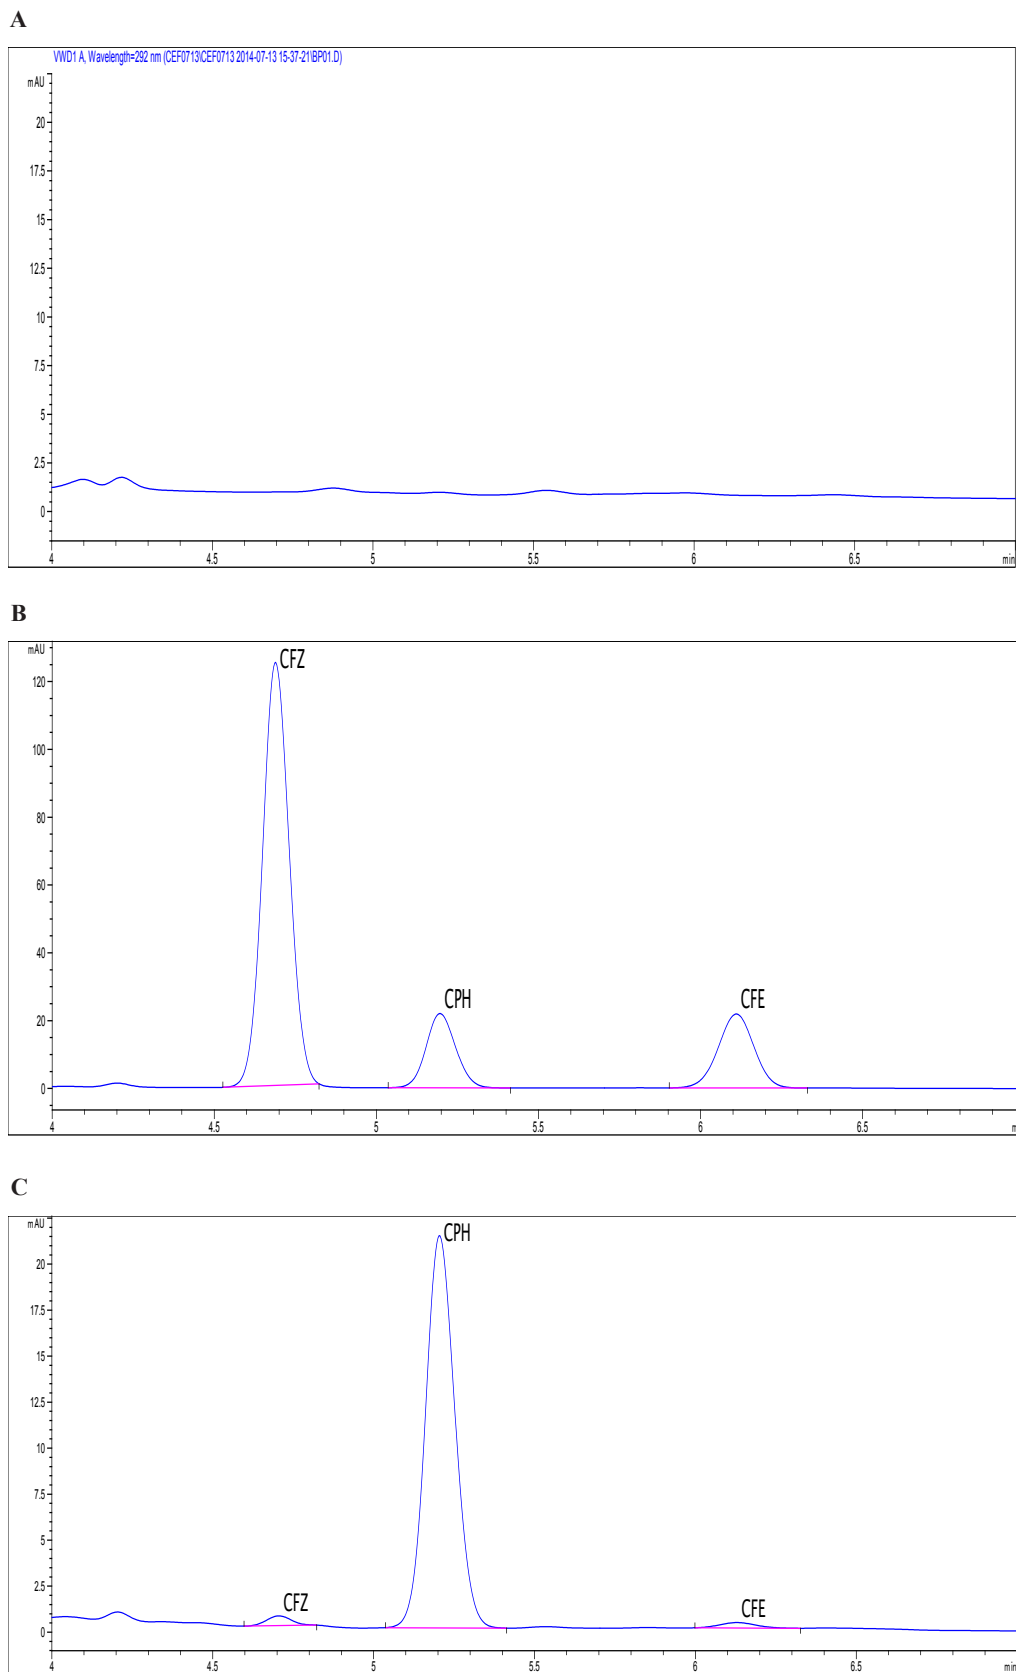 A
VWD1 A, Wavelength=292 nm (CEF0713\CEF0713 2014-07-13 15-37-21\BP01.D)
mAU
20
17.5
15
12.5
10
7.5
5
2.5
0
4 4.5 5 5.5 6 6.5 min
B
mAU
CFZ
120
100
80
60
40
20
0
CPH
CFE
4 4.5 5 5.5 6 6.5 m
C
mAU
CPH
20
17.5
15
12.5
10
7.5
5
2.5
0
CFZ
CFE
4 4.5 5 5.5 6 6.5 min